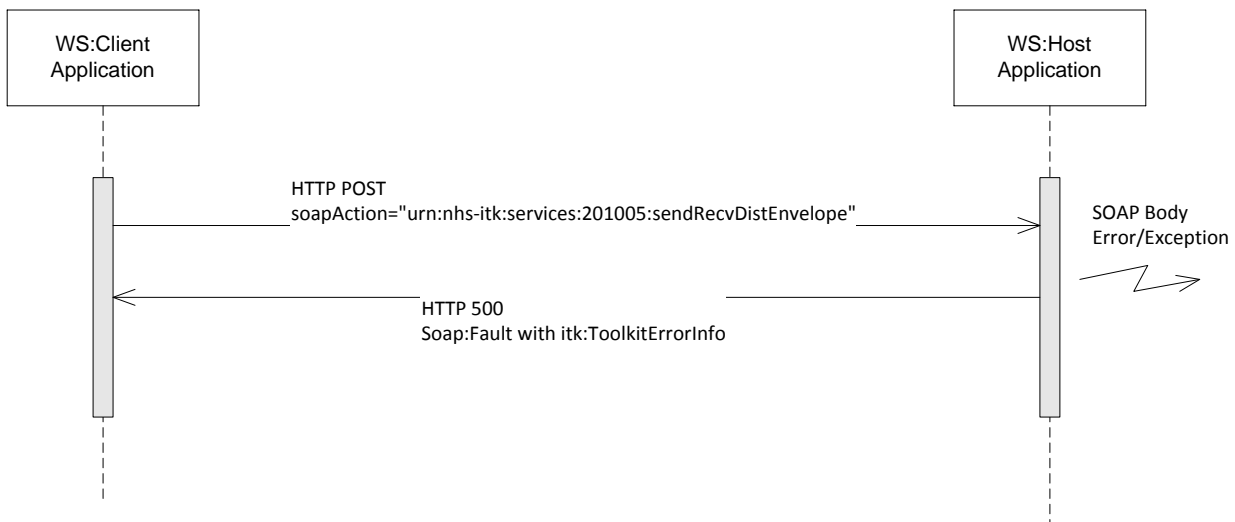 WS:Client
Application
WS:Host
Application
HTTP POST
soapAction="urn:nhs-itk:services:201005:sendRecvDistEnvelope"
SOAP Body
Error/Exception
HTTP 500
Soap:Fault with itk:ToolkitErrorInfo